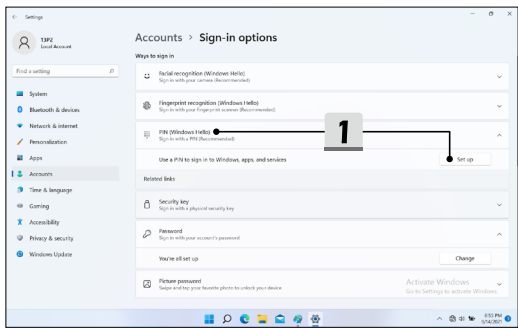 Settings
13P2
Local Account
Find a setting
System
Bluetooth & devices
Network & internet
Personalization
Apps
Accounts
Time & language
Gaming
Accessibility
Privacy & security
Windows Update
Accounts > Sign-in options
Ways to sign in
Facial recognition (Windows Hello)
Sign in with your camera (Recommended)
Fingerprint recognition (Windows Hello)
Sign in with your fingerprint scanner (Recommended)
PIN (Windows Hello)
Sign in with a PIN (Recommended)
1
Use a PIN to sign in to Windows, apps, and services
Set up
Related links
Security key
Sign in with a physical security key
Password
Sign in with your account's password
You're all set up
Change
Picture password
Swipe and tap your favorite photo to unlock your device
Activate Windows
Go to Settings to activate Windows.
6:55 PM
9/14/2021